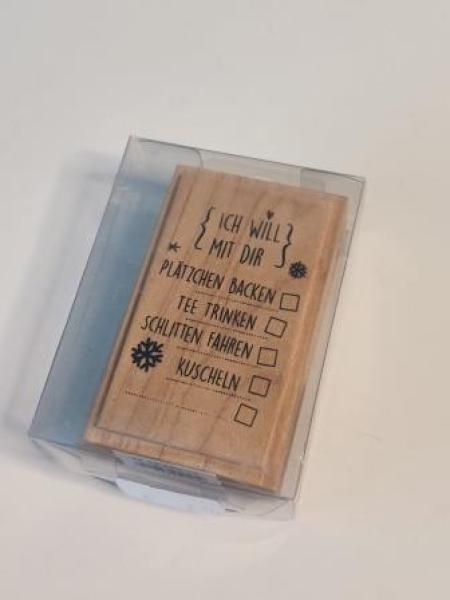 { ICH WILL
MIT DIR }
PLÄTZCHEN BACKEN
TEE TRINKEN
SCHLITTEN FAHREN
KUSCHELN